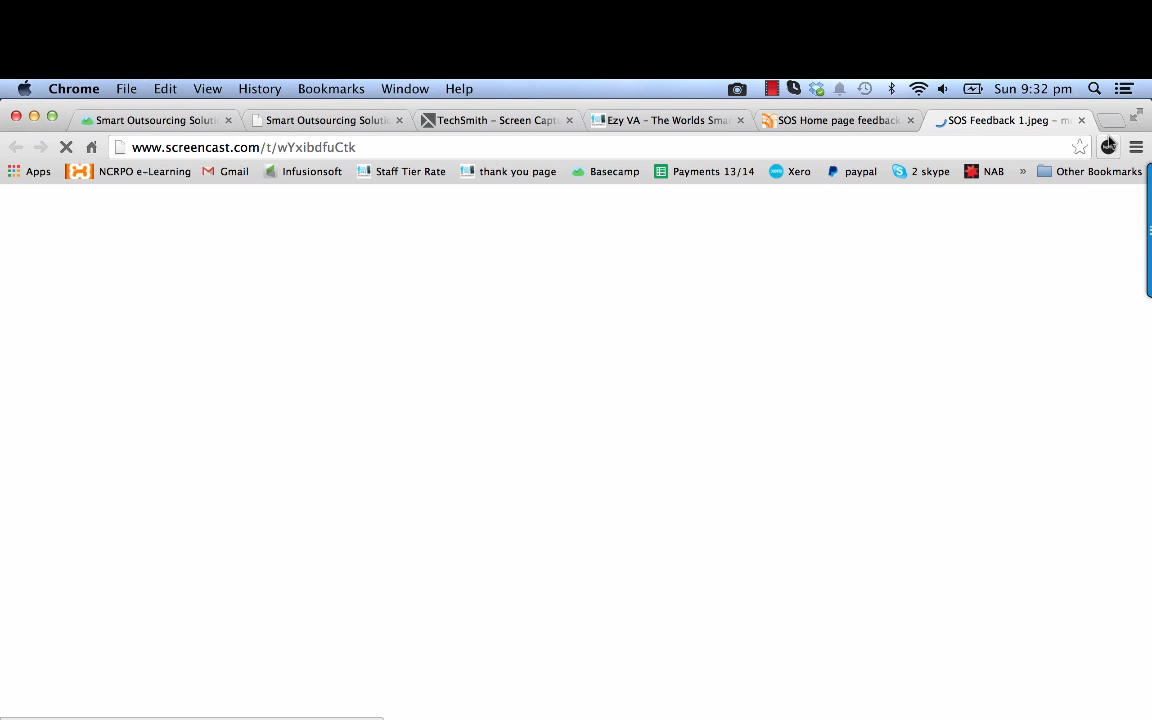 Chrome File Edit View History Bookmarks Window Help Sun 9:32 pm
Smart Outsourcing Soluti Smart Outsourcing Soluti TechSmith – Screen Capt Ezy VA – The Worlds Sma SOS Home page feedback SOS Feedback 1.jpeg – m
www.screencast.com/t/wYxibdfuCtk
Apps NCRPO e-Learning Gmail Infusionsoft Staff Tier Rate thank you page Basecamp Payments 13/14 Xero paypal 2 skype NAB » Other Bookmarks